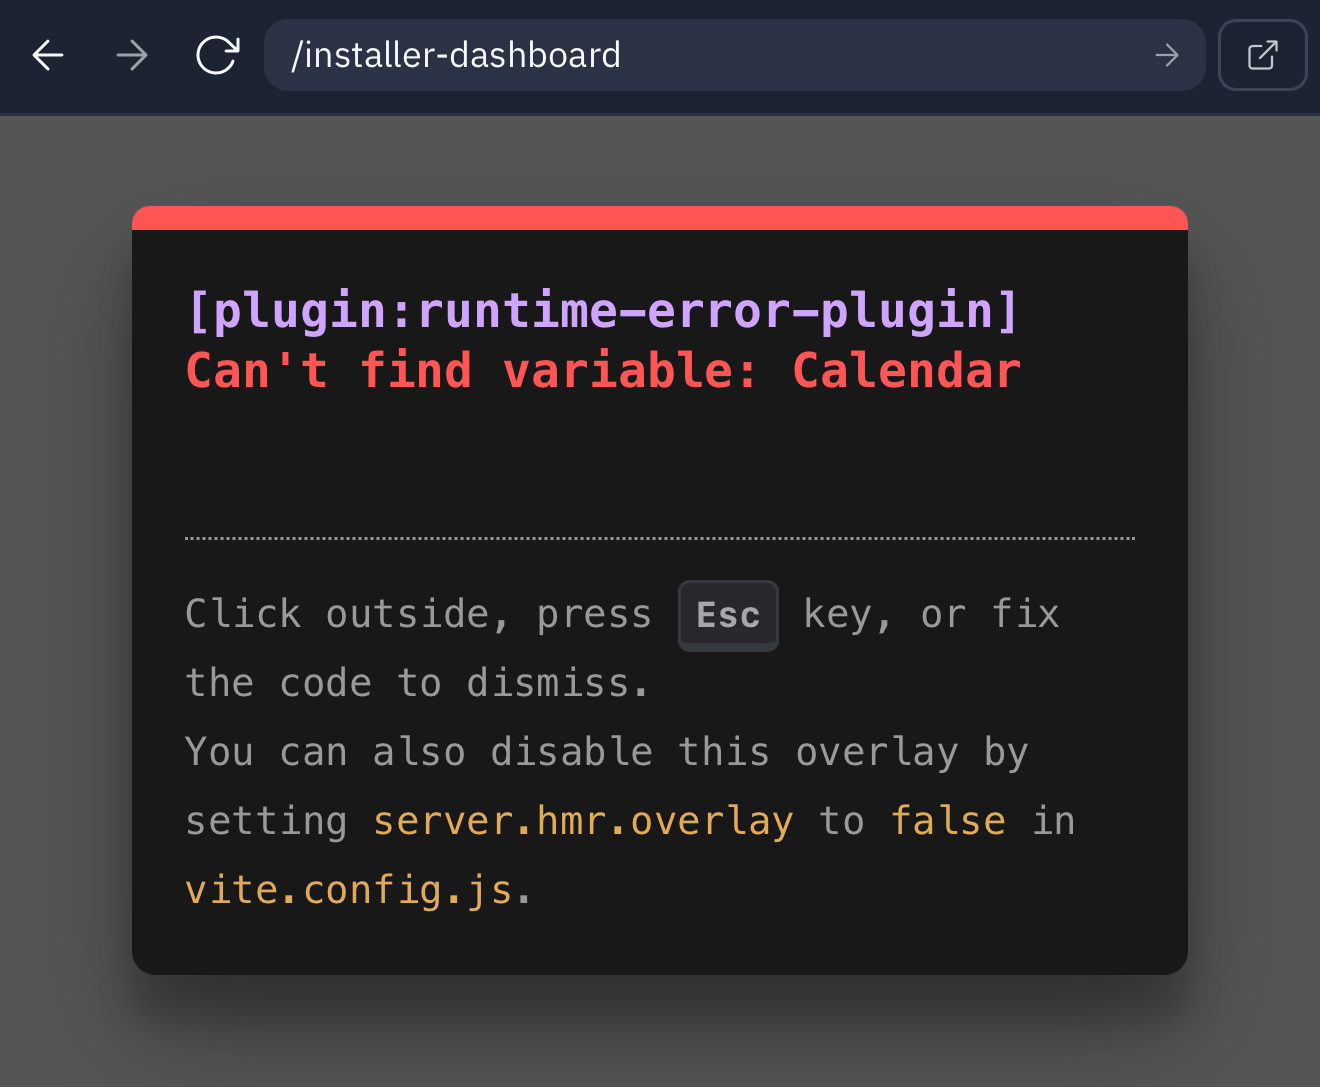 /installer-dashboard
[plugin:runtime-error-plugin]
Can't find variable: Calendar
Click outside, press Esc key, or fix
the code to dismiss.
You can also disable this overlay by
setting server.hmr.overlay to false in
vite.config.js.